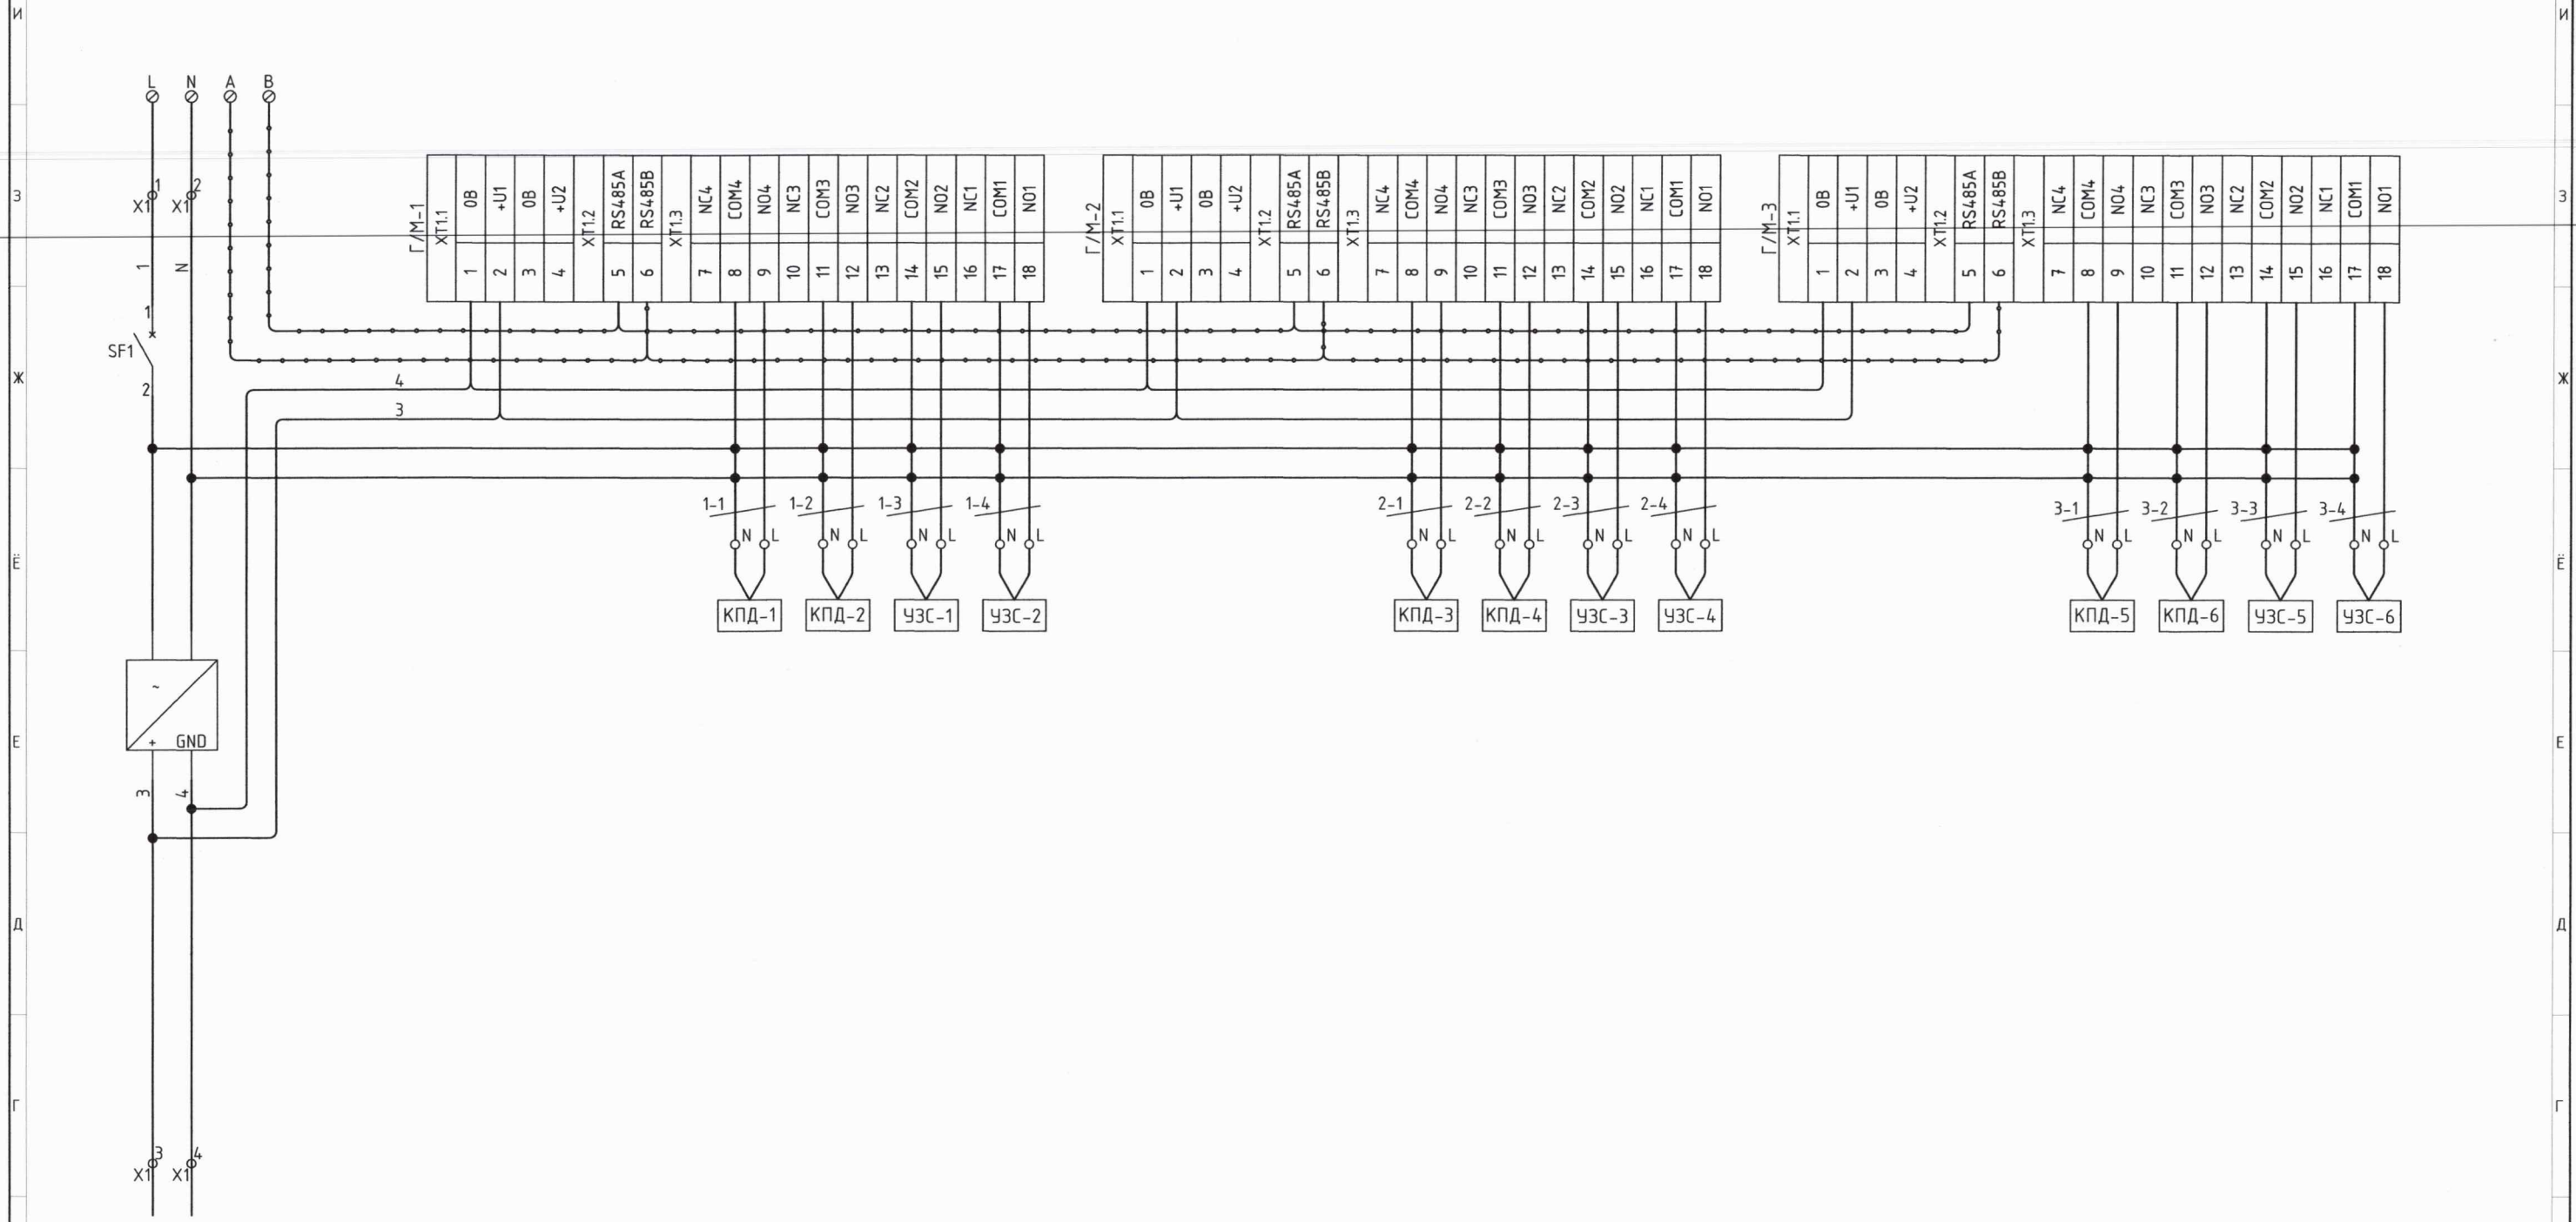 И И
L N A B
З З
X1 1 X1 2
1 N
Г/М-1
XT1.1 0В +U1 0В +U2 XT1.2 RS485A RS485B XT1.3 NC4 COM4 NO4 NC3 COM3 NO3 NC2 COM2 NO2 NC1 COM1 NO1
1 2 3 4 5 6 7 8 9 10 11 12 13 14 15 16 17 18
Г/М-2
XT1.1 0В +U1 0В +U2 XT1.2 RS485A RS485B XT1.3 NC4 COM4 NO4 NC3 COM3 NO3 NC2 COM2 NO2 NC1 COM1 NO1
1 2 3 4 5 6 7 8 9 10 11 12 13 14 15 16 17 18
Г/М-3
XT1.1 0В +U1 0В +U2 XT1.2 RS485A RS485B XT1.3 NC4 COM4 NO4 NC3 COM3 NO3 NC2 COM2 NO2 NC1 COM1 NO1
1 2 3 4 5 6 7 8 9 10 11 12 13 14 15 16 17 18
1
SF1
2
Ж Ж
4
3
1-1 1-2 1-3 1-4 2-1 2-2 2-3 2-4 3-1 3-2 3-3 3-4
N L N L N L N L N L N L N L N L N L N L N L N L
Ё Ё
КПД-1 КПД-2 УЗС-1 УЗС-2 КПД-3 КПД-4 УЗС-3 УЗС-4 КПД-5 КПД-6 УЗС-5 УЗС-6
~
+ GND
Е Е
3 4
Д Д
Г Г
X1 3 X1 4